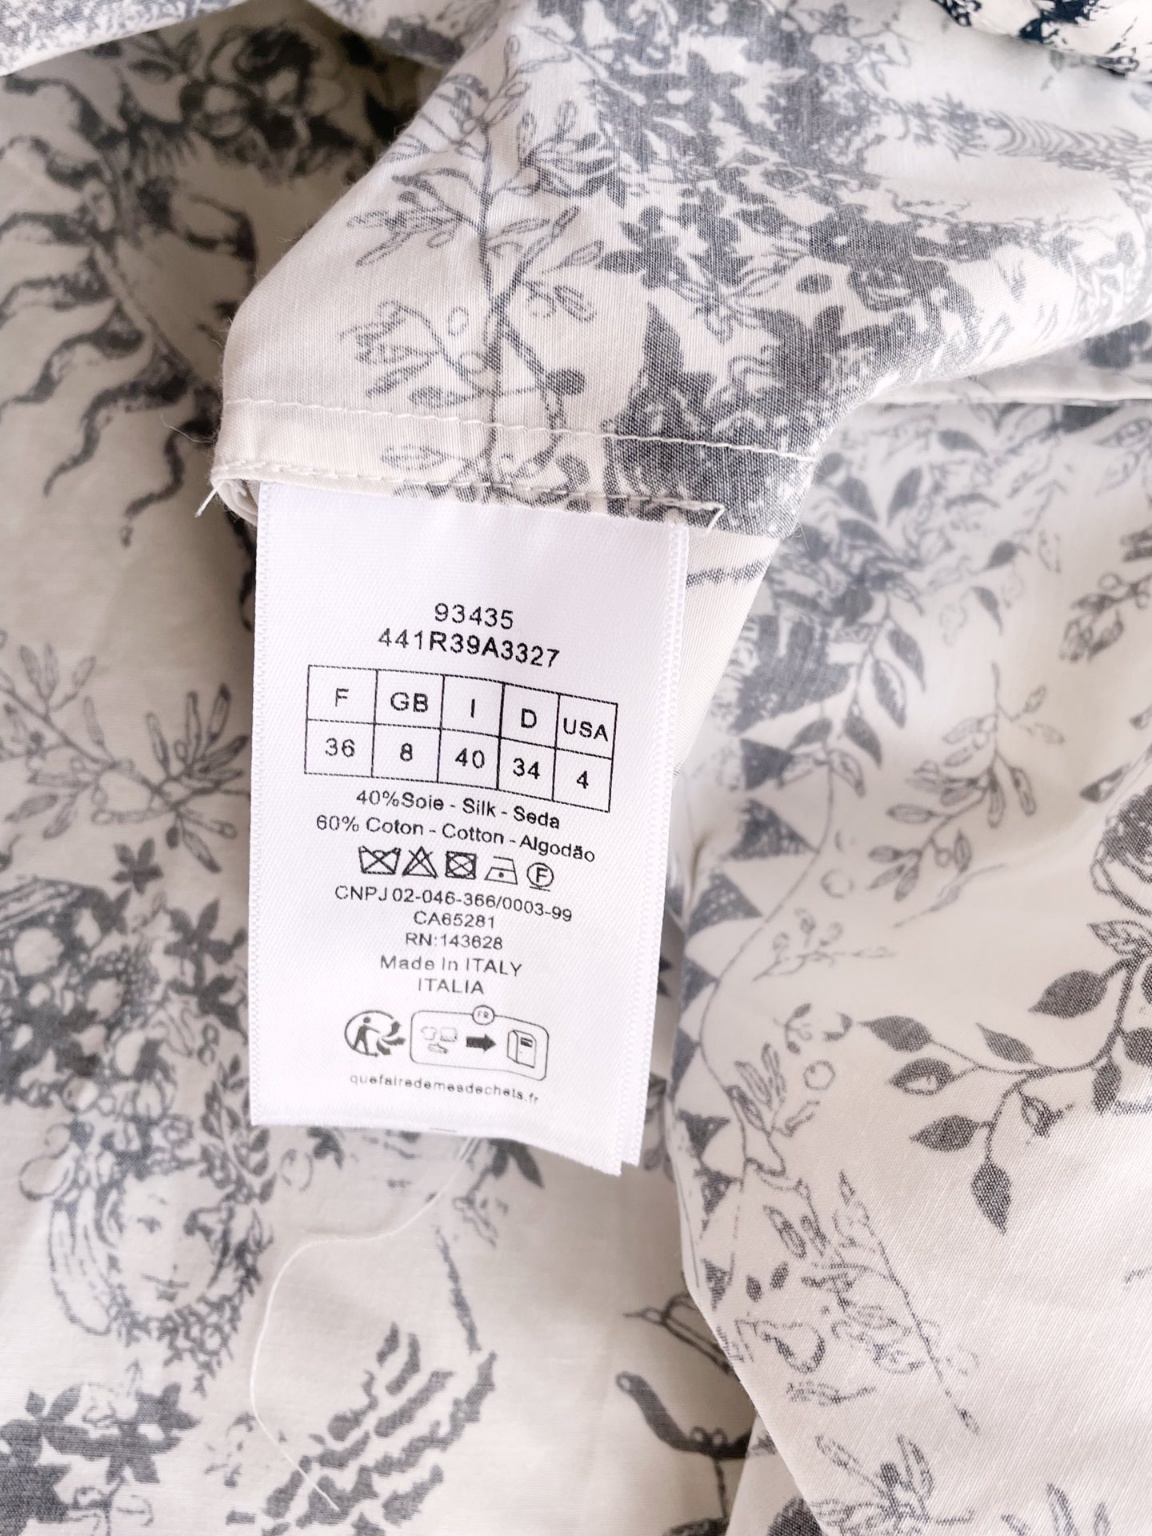 93435
441R39A3327
F GB I D USA
36 8 40 34 4
40%Soie - Silk - Seda
60% Coton - Cotton - Algodão
F
CNPJ 02-046-366/0003-99
CA65281
RN:143628
Made in ITALY
ITALIA
FR
quefairedemesdechets.fr